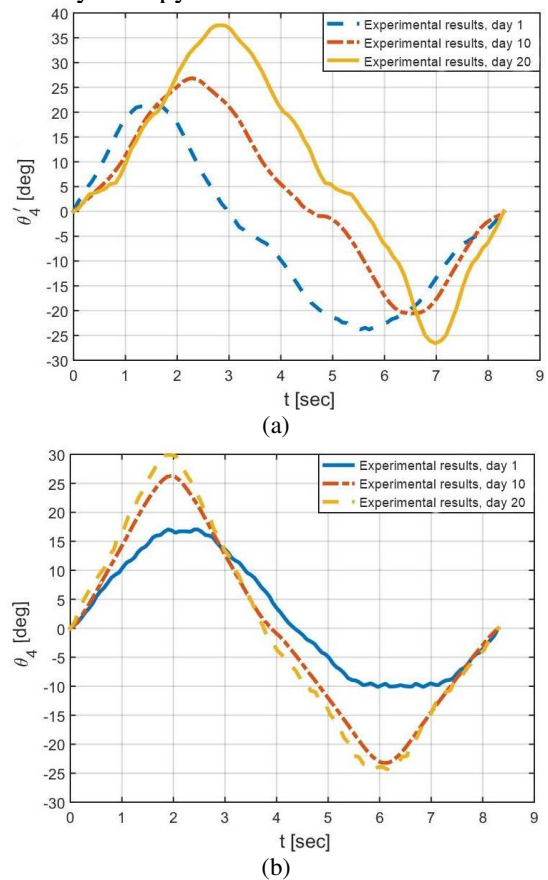 Experimental results, day 1
Experimental results, day 10
Experimental results, day 20
40
35
30
25
20
15
10
5
0
-5
-10
-15
-20
-25
-30
θ′₄ [deg]
0 1 2 3 4 5 6 7 8 9
t [sec]
(a)
Experimental results, day 1
Experimental results, day 10
Experimental results, day 20
30
25
20
15
10
5
0
-5
-10
-15
-20
-25
-30
θ₄ [deg]
0 1 2 3 4 5 6 7 8 9
t [sec]
(b)